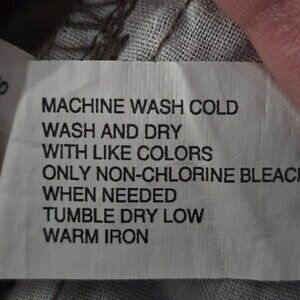 MACHINE WASH COLD
WASH AND DRY
WITH LIKE COLORS
ONLY NON-CHLORINE BLEACH
WHEN NEEDED
TUMBLE DRY LOW
WARM IRON